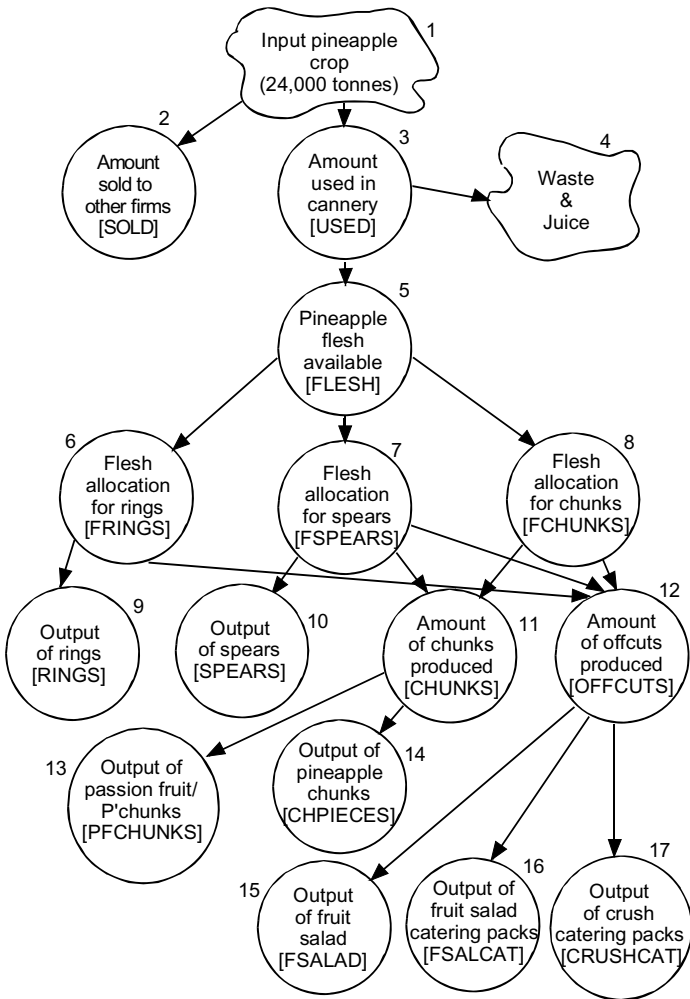 1
Input pineapple
crop
(24,000 tonnes)
2
Amount
sold to
other firms
[SOLD]
3
Amount
used in
cannery
[USED]
4
Waste
&
Juice
5
Pineapple
flesh
available
[FLESH]
6
Flesh
allocation
for rings
[FRINGS]
7
Flesh
allocation
for spears
[FSPEARS]
8
Flesh
allocation
for chunks
[FCHUNKS]
9
Output
of rings
[RINGS]
10
Output
of spears
[SPEARS]
11
Amount
of chunks
produced
[CHUNKS]
12
Amount
of offcuts
produced
[OFFCUTS]
13
Output of
passion fruit/
P'chunks
[PFCHUNKS]
14
Output of
pineapple
chunks
[CHPIECES]
15
Output
of fruit
salad
[FSALAD]
16
Output of
fruit salad
catering packs
[FSALCAT]
17
Output
of crush
catering packs
[CRUSHCAT]